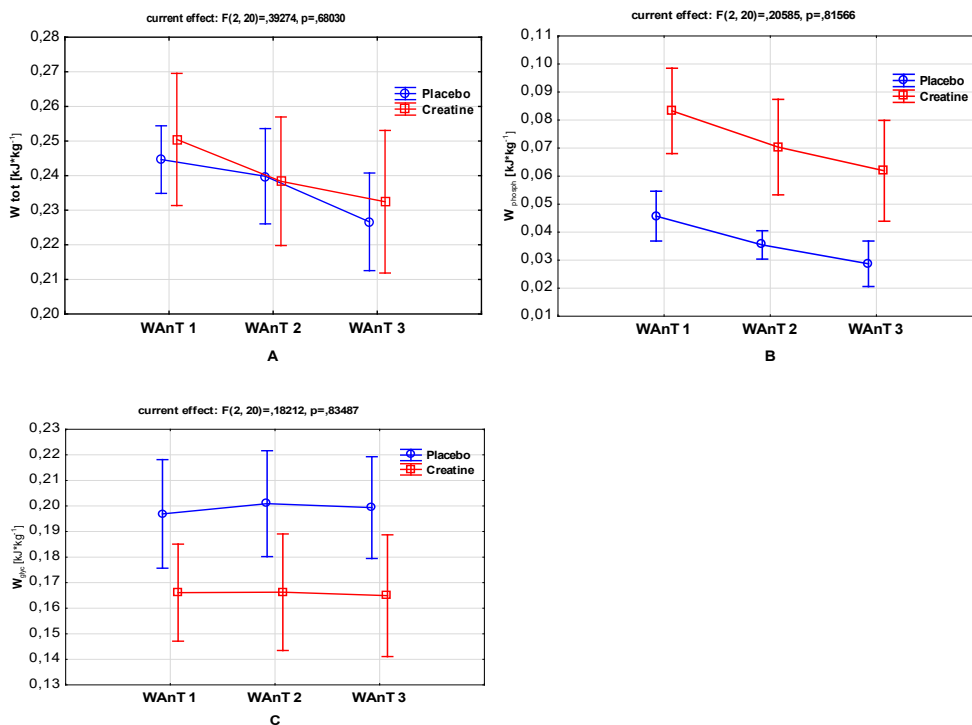 current effect: F(2, 20)=,39274, p=,68030
0,28
0,27
0,26
0,25
0,24
0,23
0,22
0,21
0,20
W tot [kJ*kg-1]
Placebo
Creatine
WAnT 1 WAnT 2 WAnT 3
A
current effect: F(2, 20)=,20585, p=,81566
0,11
0,10
0,09
0,08
0,07
0,06
0,05
0,04
0,03
0,02
0,01
W phosph [kJ*kg-1]
Placebo
Creatine
WAnT 1 WAnT 2 WAnT 3
B
current effect: F(2, 20)=,18212, p=,83487
0,23
0,22
0,21
0,20
0,19
0,18
0,17
0,16
0,15
0,14
0,13
Wglyc [kJ*kg-1]
Placebo
Creatine
WAnT 1 WAnT 2 WAnT 3
C